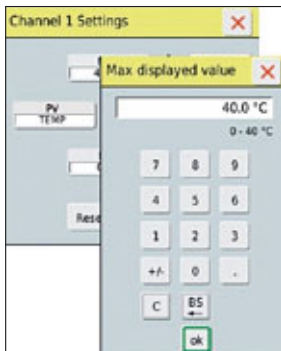 Channel 1 Settings
Max displayed value
40.0 °C
0 - 40 °C
PV
TEMP
7 8 9
4 5 6
1 2 3
+/- 0 .
C BS
ok